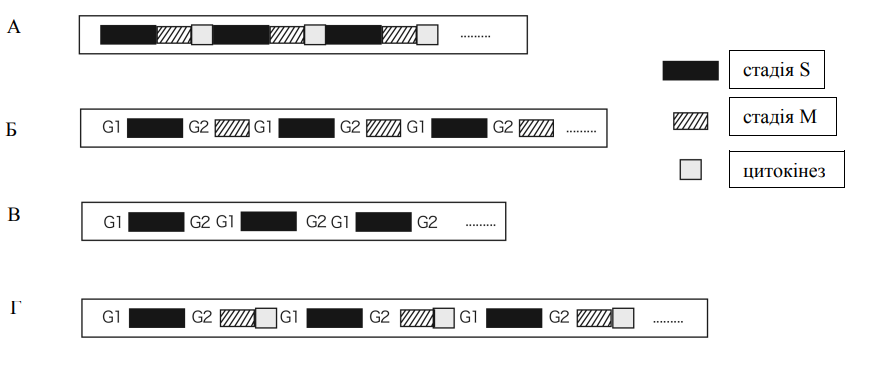 А
.........
Б
G1 G2 G1 G2 G1 G2 .........
В
G1 G2 G1 G2 G1 G2 .........
Г
G1 G2 G1 G2 G1 G2 .........
стадія S
стадія M
цитокінез